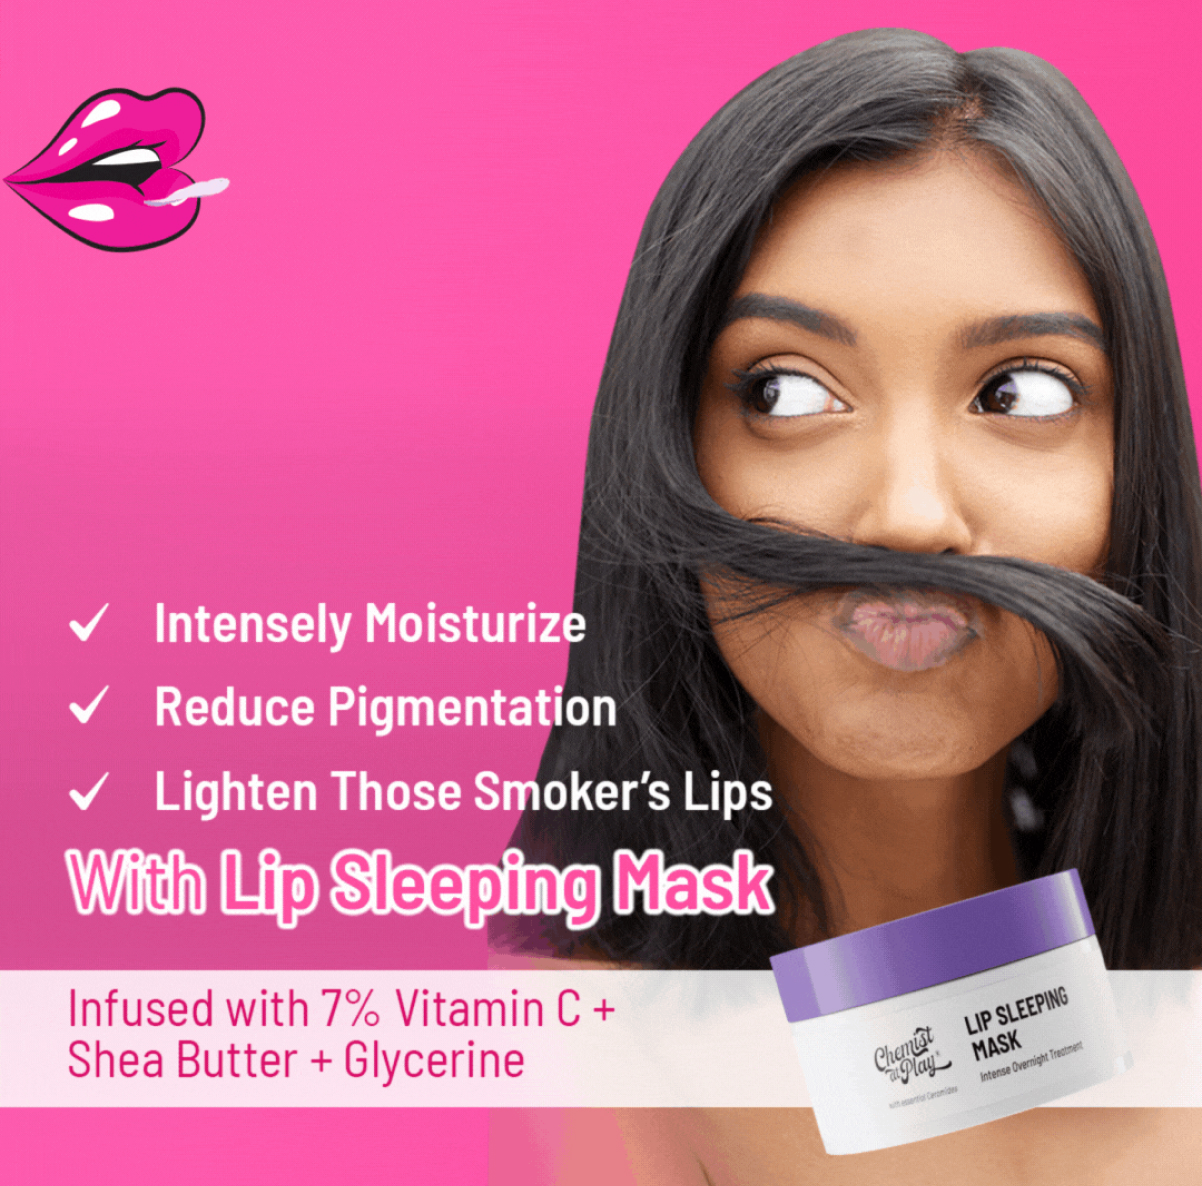 Intensely Moisturize
Reduce Pigmentation
Lighten Those Smoker's Lips
With Lip Sleeping Mask
Infused with 7% Vitamin C +
Shea Butter + Glycerine
Chemist
at Play®
with essential Ceramides
LIP SLEEPING
MASK
Intense Overnight Treatment